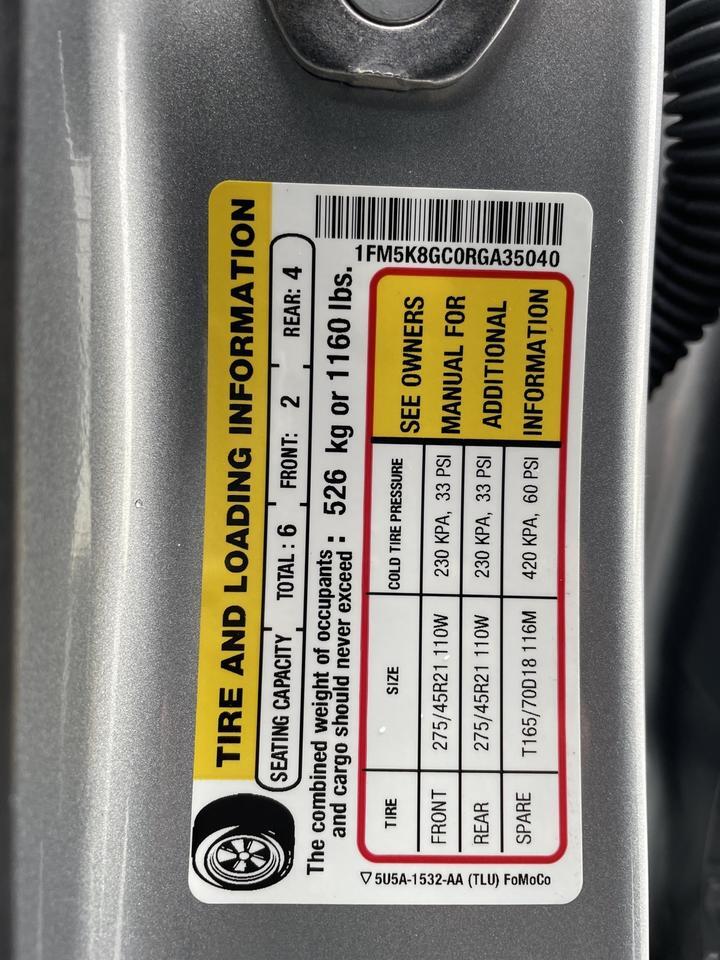 TIRE AND LOADING INFORMATION
SEATING CAPACITY TOTAL : 6 FRONT: 2 REAR: 4
The combined weight of occupants
and cargo should never exceed : 526 kg or 1160 lbs.
TIRE SIZE COLD TIRE PRESSURE
FRONT 275/45R21 110W 230 KPA, 33 PSI
REAR 275/45R21 110W 230 KPA, 33 PSI
SPARE T165/70D18 116M 420 KPA, 60 PSI
SEE OWNERS
MANUAL FOR
ADDITIONAL
INFORMATION
5U5A-1532-AA (TLU) FoMoCo
1FM5K8GC0RGA35040